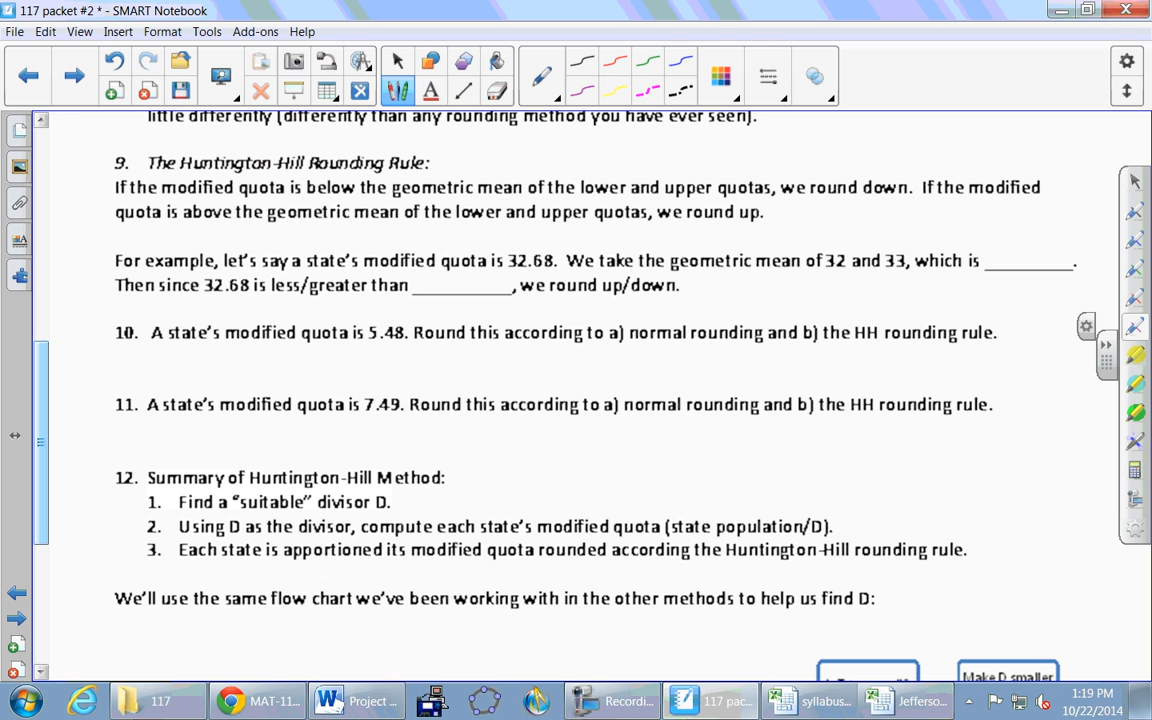 117 packet #2 * - SMART Notebook
File Edit View Insert Format Tools Add-ons Help
little differently (differently than any rounding method you have ever seen).
9. The Huntington-Hill Rounding Rule:
If the modified quota is below the geometric mean of the lower and upper quotas, we round down. If the modified
quota is above the geometric mean of the lower and upper quotas, we round up.
For example, let's say a state's modified quota is 32.68. We take the geometric mean of 32 and 33, which is __________.
Then since 32.68 is less/greater than ___________, we round up/down.
10. A state's modified quota is 5.48. Round this according to a) normal rounding and b) the HH rounding rule.
11. A state's modified quota is 7.49. Round this according to a) normal rounding and b) the HH rounding rule.
12. Summary of Huntington-Hill Method:
1. Find a "suitable" divisor D.
2. Using D as the divisor, compute each state's modified quota (state population/D).
3. Each state is apportioned its modified quota rounded according the Huntington-Hill rounding rule.
We'll use the same flow chart we've been working with in the other methods to help us find D:
Make D smaller
117 MAT-11... Project ... Recordi... 117 pac... syllabus... Jefferso...
1:19 PM
10/22/2014